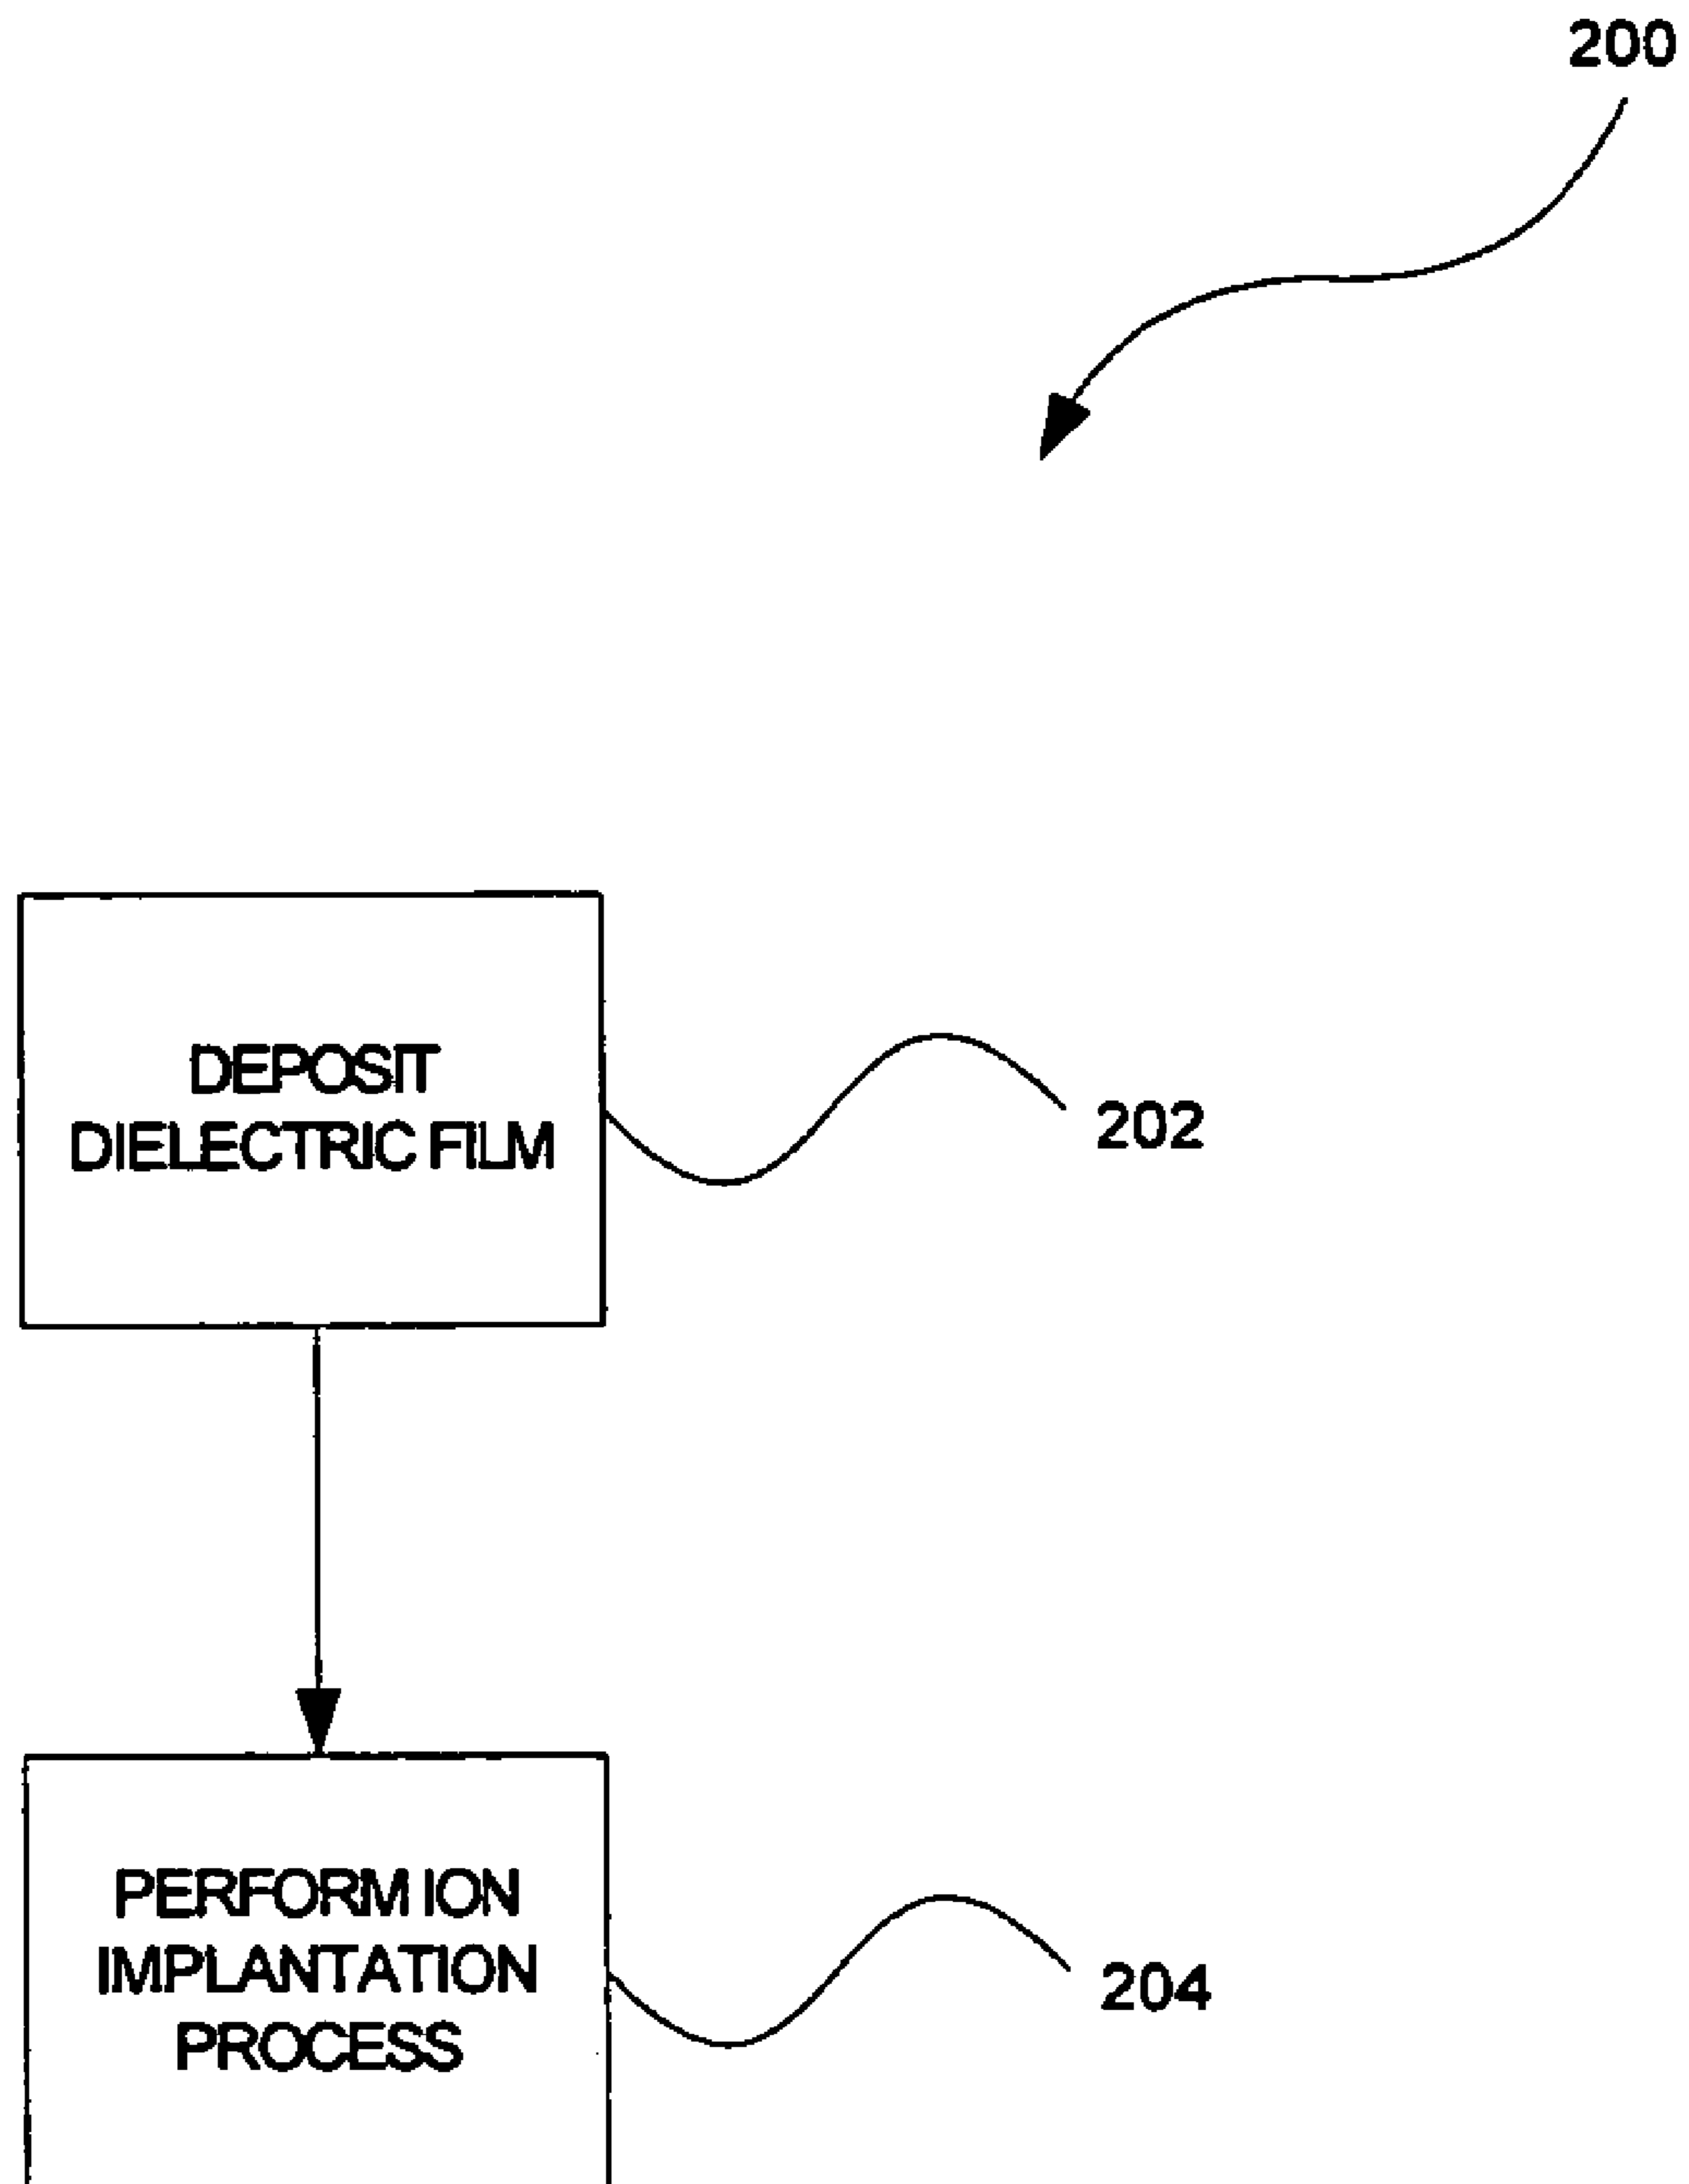 200
DEPOSIT
DIELECTRIC FILM
202
PERFORM ION
IMPLANTATION
PROCESS
204